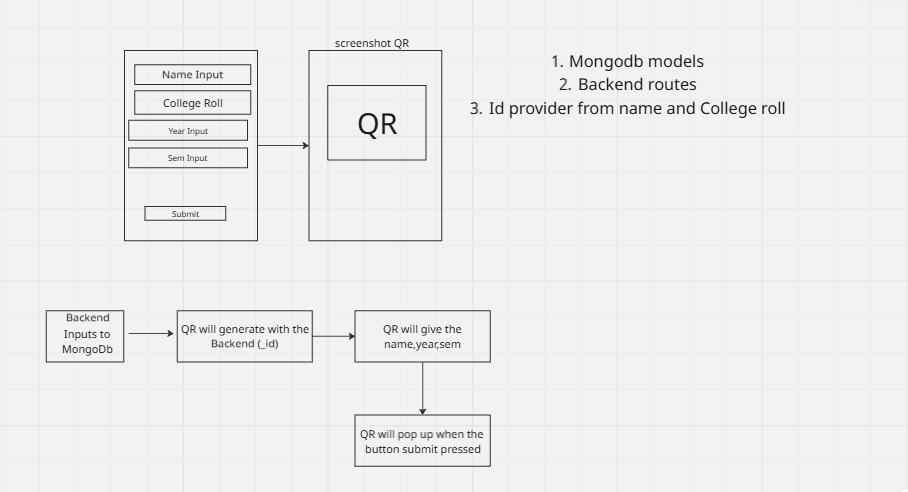 screenshot QR
Name Input
College Roll
Year Input
Sem Input
Submit
QR
1. Mongodb models
2. Backend routes
3. Id provider from name and College roll
Backend
Inputs to
MongoDb
QR will generate with the
Backend (_id)
QR will give the
name,year,sem
QR will pop up when the
button submit pressed